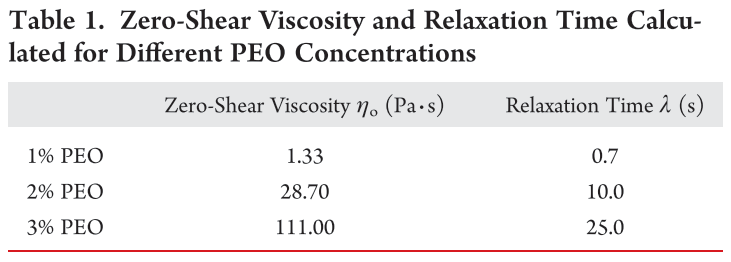 Table 1. Zero-Shear Viscosity and Relaxation Time Calcu-
lated for Different PEO Concentrations
Zero-Shear Viscosity ηₒ (Pa·s) Relaxation Time λ (s)
1% PEO 1.33 0.7
2% PEO 28.70 10.0
3% PEO 111.00 25.0